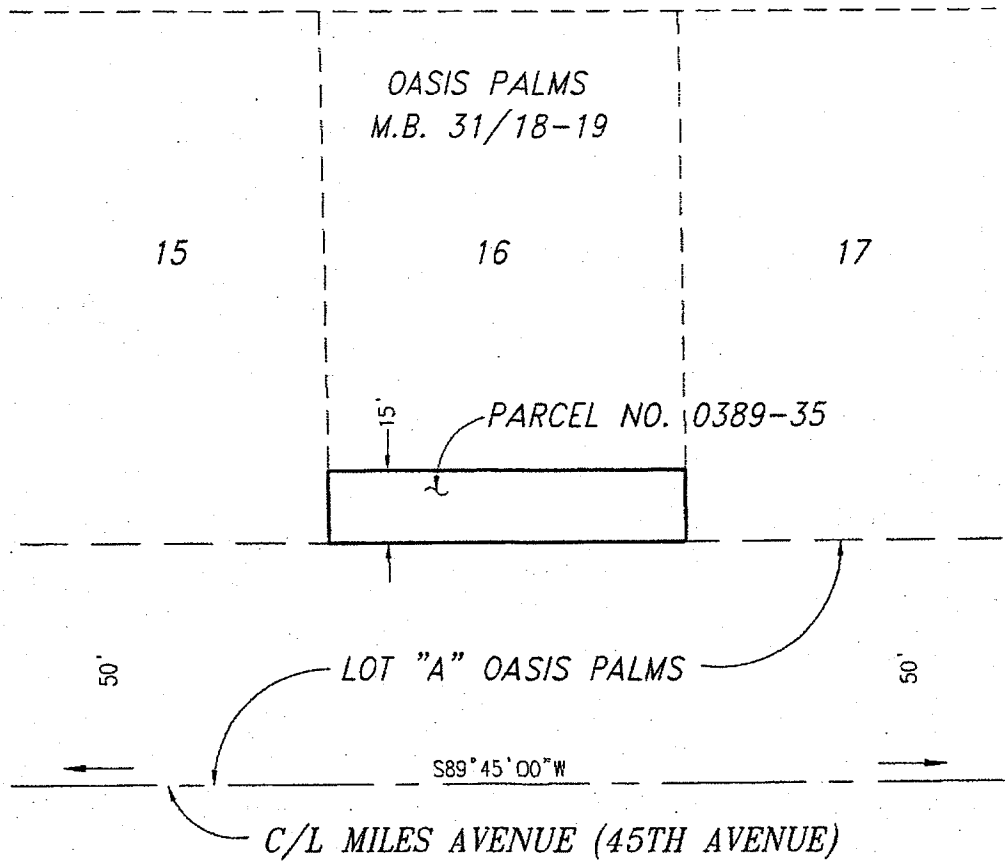 OASIS PALMS
M.B. 31/18-19
15
16
17
15'
PARCEL NO. 0389-35
50'
LOT "A" OASIS PALMS
50'
S89°45'00"W
C/L MILES AVENUE (45TH AVENUE)